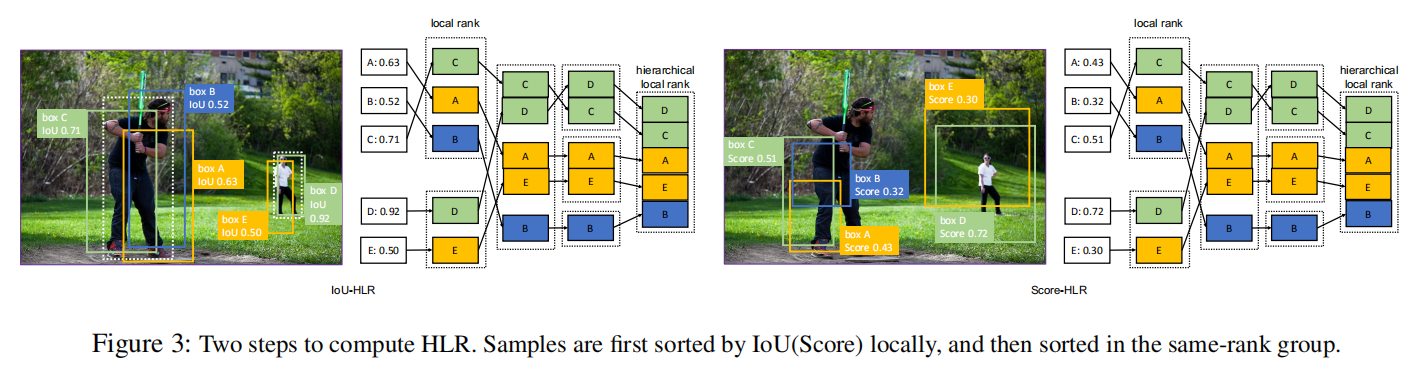 local rank
box B
IoU 0.52
box C
IoU 0.71
box A
IoU 0.63
box D
IoU
0.92
box E
IoU 0.50
A: 0.63
B: 0.52
C: 0.71
D: 0.92
E: 0.50
C
A
B
D
E
C
D
A
E
B
D
C
A
E
B
hierarchical
local rank
D
C
A
E
B
IoU-HLR
local rank
box E
Score 0.30
box C
Score 0.51
box B
Score 0.32
box D
Score 0.72
box A
Score 0.43
A: 0.43
B: 0.32
C: 0.51
D: 0.72
E: 0.30
C
A
B
D
E
C
D
A
E
B
D
C
A
E
B
hierarchical
local rank
D
C
A
E
B
Score-HLR
Figure 3: Two steps to compute HLR. Samples are first sorted by IoU(Score) locally, and then sorted in the same-rank group.